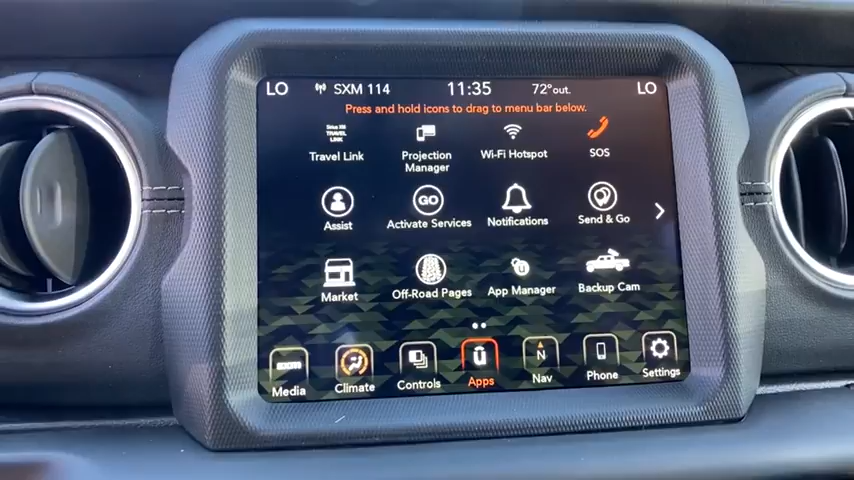 LO SXM 114 11:35 72°out. LO
Press and hold icons to drag to menu bar below.
Sirius XM
TRAVEL
LINK
Travel Link
Projection
Manager
Wi-Fi Hotspot
SOS
Assist
GO
Activate Services
Notifications
Send & Go
Market
Off-Road Pages
App Manager
Backup Cam
Media
Climate
Controls
Apps
N
Nav
Phone
Settings